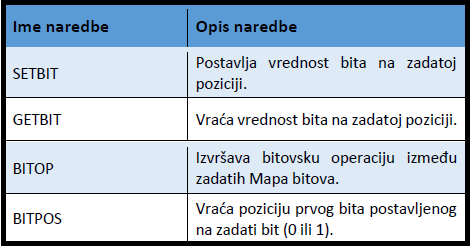 Ime naredbe Opis naredbe
SETBIT Postavlja vrednost bita na zadatoj
poziciji.
GETBIT Vraća vrednost bita na zadatoj poziciji.
BITOP Izvršava bitovsku operaciju između
zadatih Mapa bitova.
BITPOS Vraća poziciju prvog bita postavljenog
na zadati bit (0 ili 1).